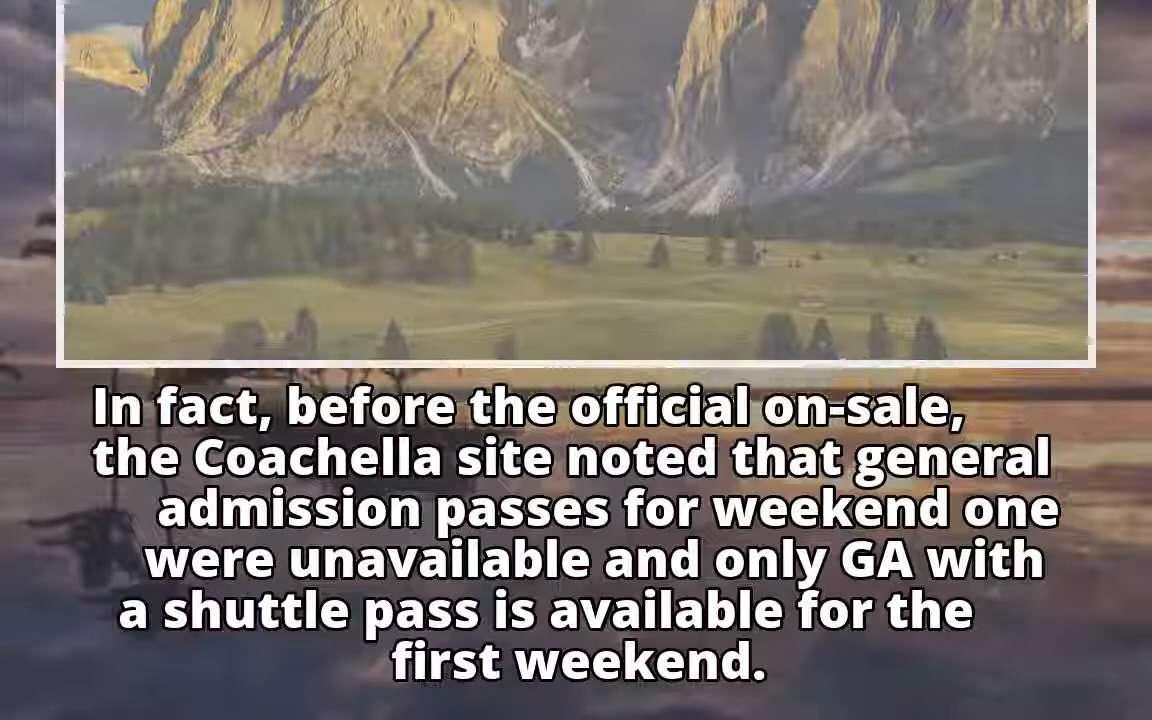 In fact, before the official on-sale,
the Coachella site noted that general
admission passes for weekend one
were unavailable and only GA with
a shuttle pass is available for the
first weekend.